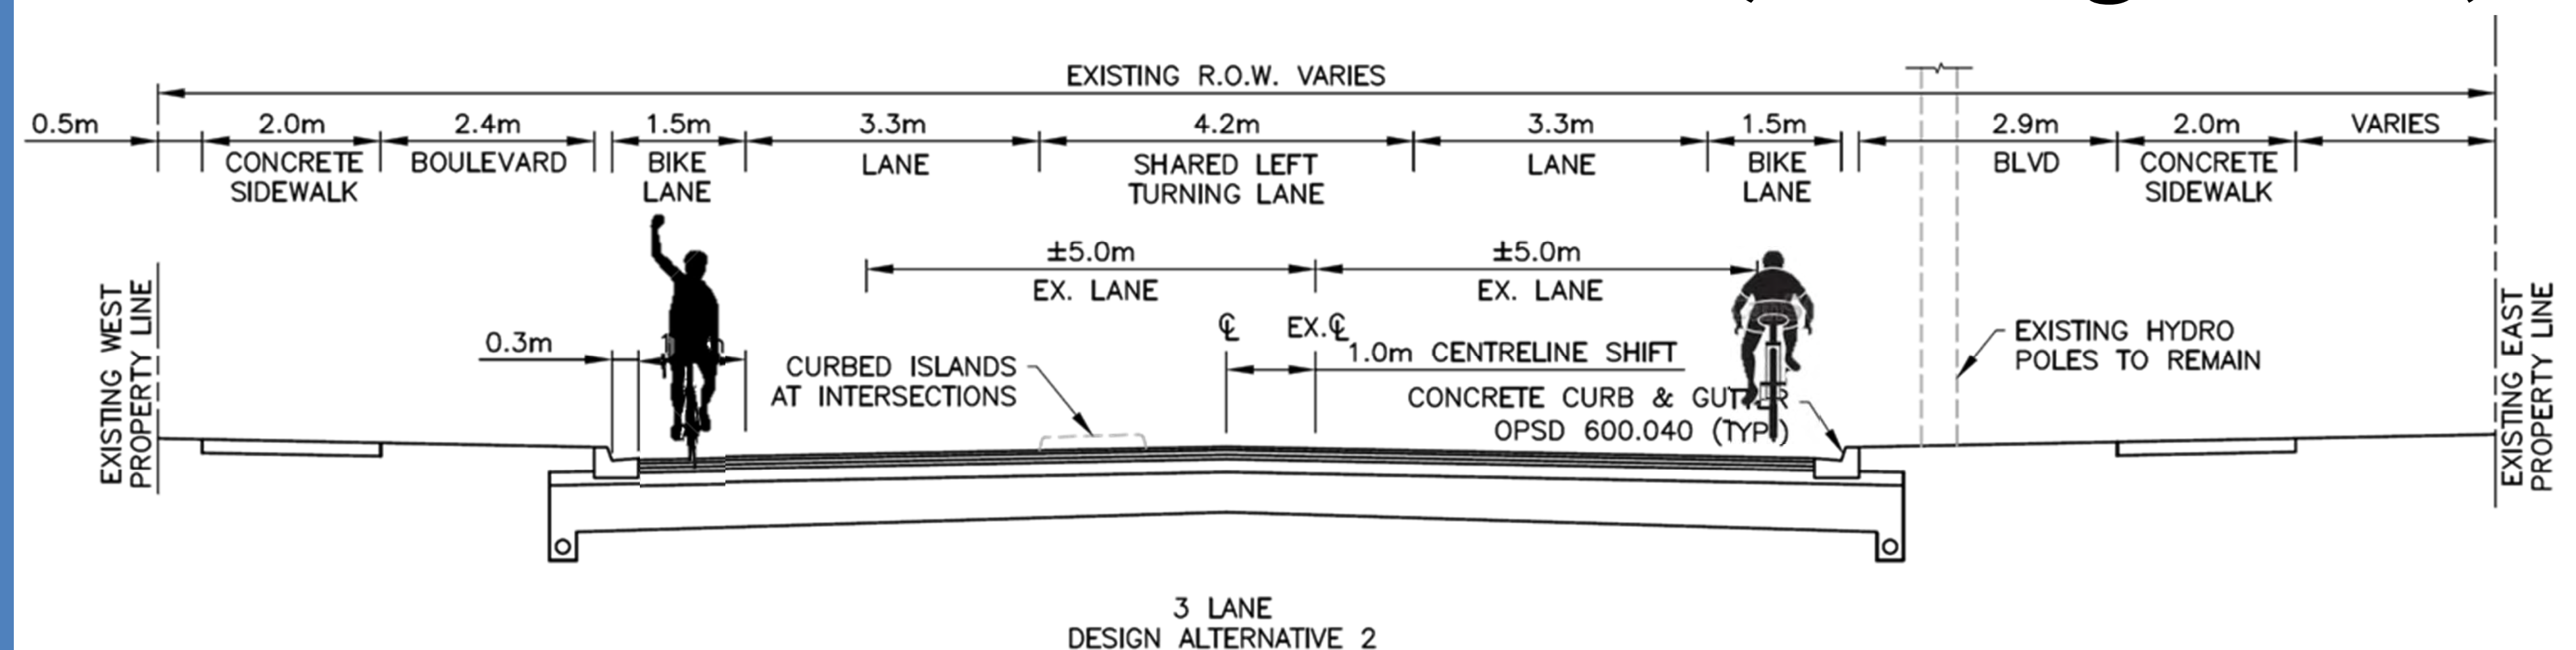 EXISTING R.O.W. VARIES
0.5m 2.0m 2.4m 1.5m 3.3m 4.2m 3.3m 1.5m 2.9m 2.0m VARIES
CONCRETE BOULEVARD BIKE LANE SHARED LEFT LANE BIKE BLVD CONCRETE
SIDEWALK LANE TURNING LANE LANE SIDEWALK
±5.0m ±5.0m
EX. LANE EX. LANE
℄ EX.℄
EXISTING WEST
PROPERTY LINE
0.3m
1.0m CENTRELINE SHIFT
CURBED ISLANDS
AT INTERSECTIONS
CONCRETE CURB & GUTTER
OPSD 600.040 (TYP.)
EXISTING HYDRO
POLES TO REMAIN
EXISTING EAST
PROPERTY LINE
3 LANE
DESIGN ALTERNATIVE 2